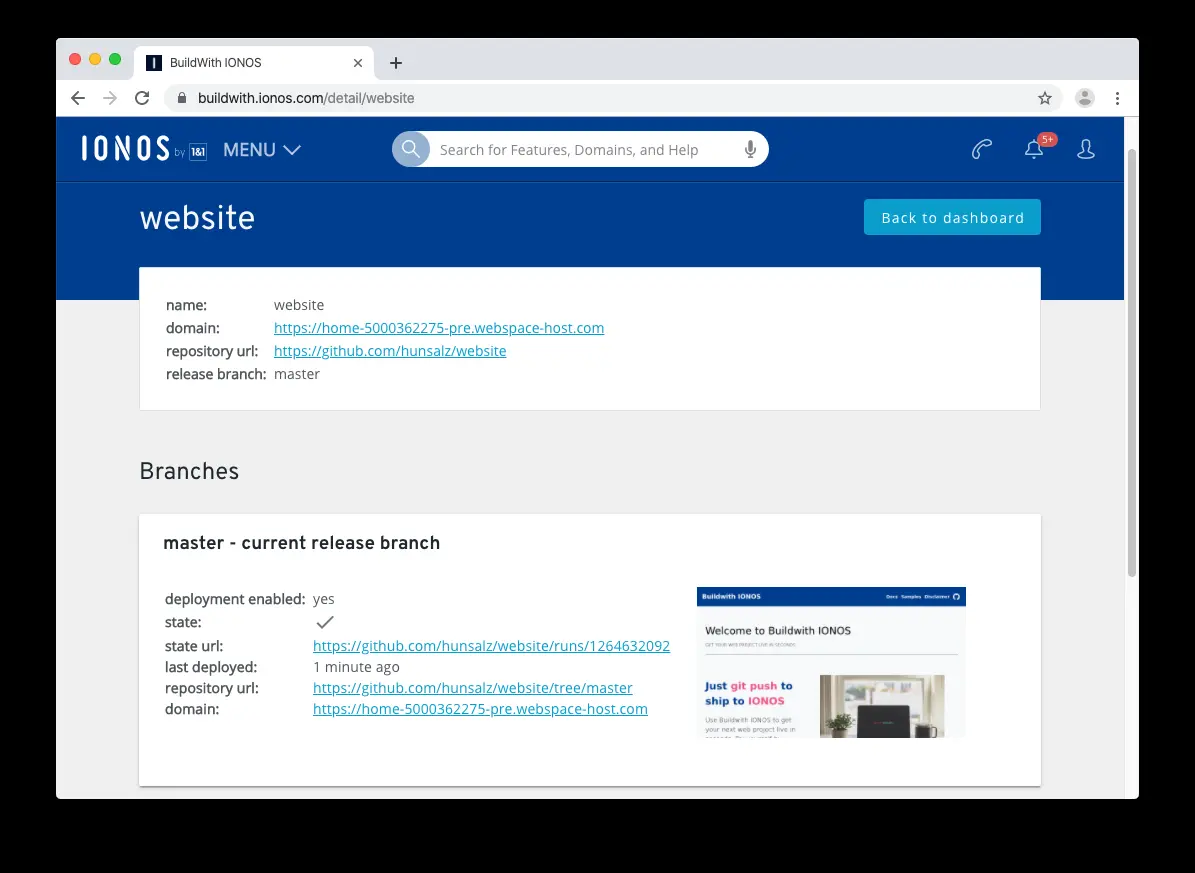 BuildWith IONOS
buildwith.ionos.com/detail/website
IONOS by 1&1 MENU Search for Features, Domains, and Help 5+
website Back to dashboard
name: website
domain: https://home-5000362275-pre.webspace-host.com
repository url: https://github.com/hunsalz/website
release branch: master
Branches
master - current release branch
deployment enabled: yes
state:
state url: https://github.com/hunsalz/website/runs/1264632092
last deployed: 1 minute ago
repository url: https://github.com/hunsalz/website/tree/master
domain: https://home-5000362275-pre.webspace-host.com
Buildwith IONOS Docs Samples Disclaimer
Welcome to Buildwith IONOS
GET YOUR WEB PROJECT LIVE IN SECONDS
Just git push to
ship to IONOS
Use Buildwith IONOS to get
your next web project live in